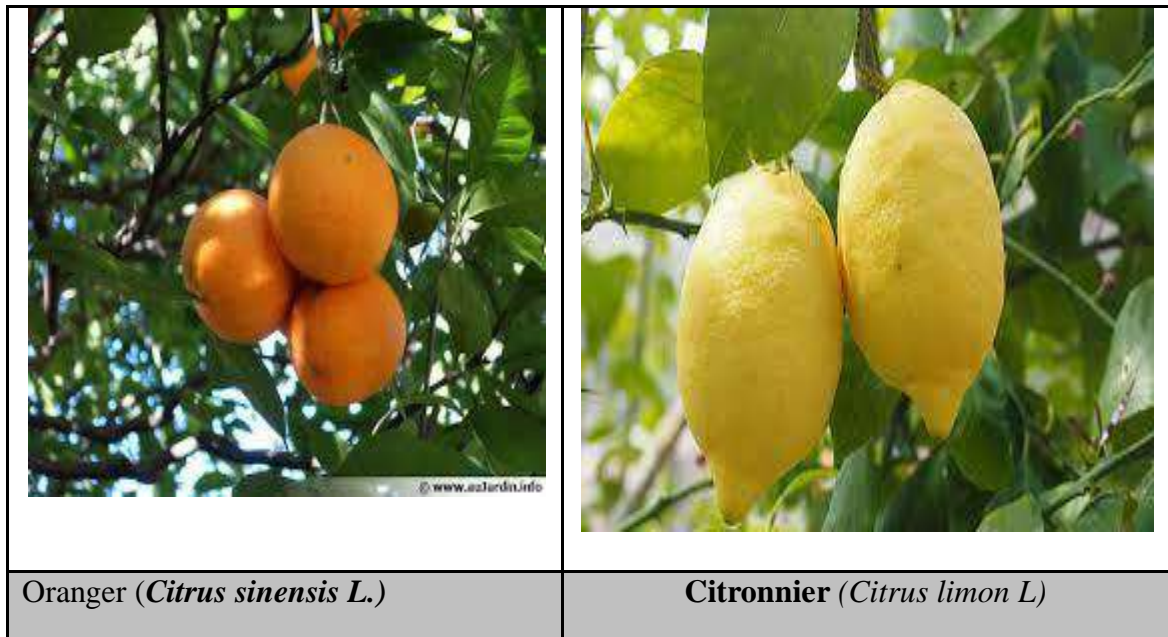 © www.aujardin.info
Oranger (Citrus sinensis L.)
Citronnier (Citrus limon L)